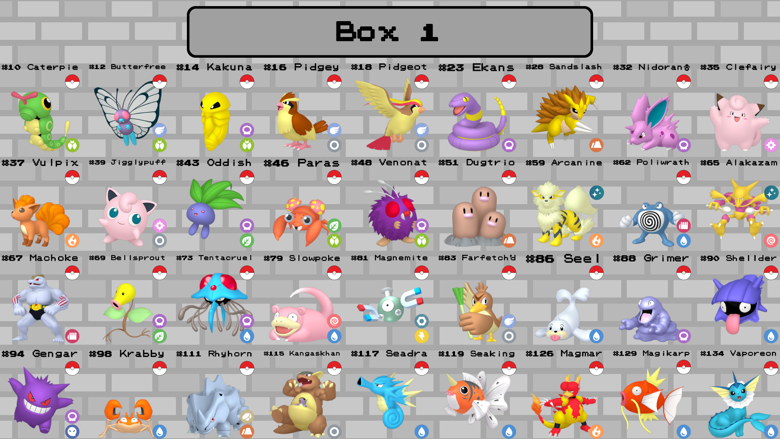 Box 1
#10 Caterpie #12 Butterfree #14 Kakuna #16 Pidgey #18 Pidgeot #23 Ekans #28 Sandslash #32 Nidoran♂ #35 Clefairy
#37 Vulpix #39 Jigglypuff #43 Oddish #46 Paras #48 Venonat #51 Dugtrio #59 Arcanine #62 Poliwrath #65 Alakazam
#67 Machoke #69 Bellsprout #73 Tentacruel #79 Slowpoke #81 Magnemite #83 Farfetch'd #86 Seel #88 Grimer #90 Shellder
#94 Gengar #98 Krabby #111 Rhyhorn #115 Kangaskhan #117 Seadra #119 Seaking #126 Magmar #129 Magikarp #134 Vaporeon